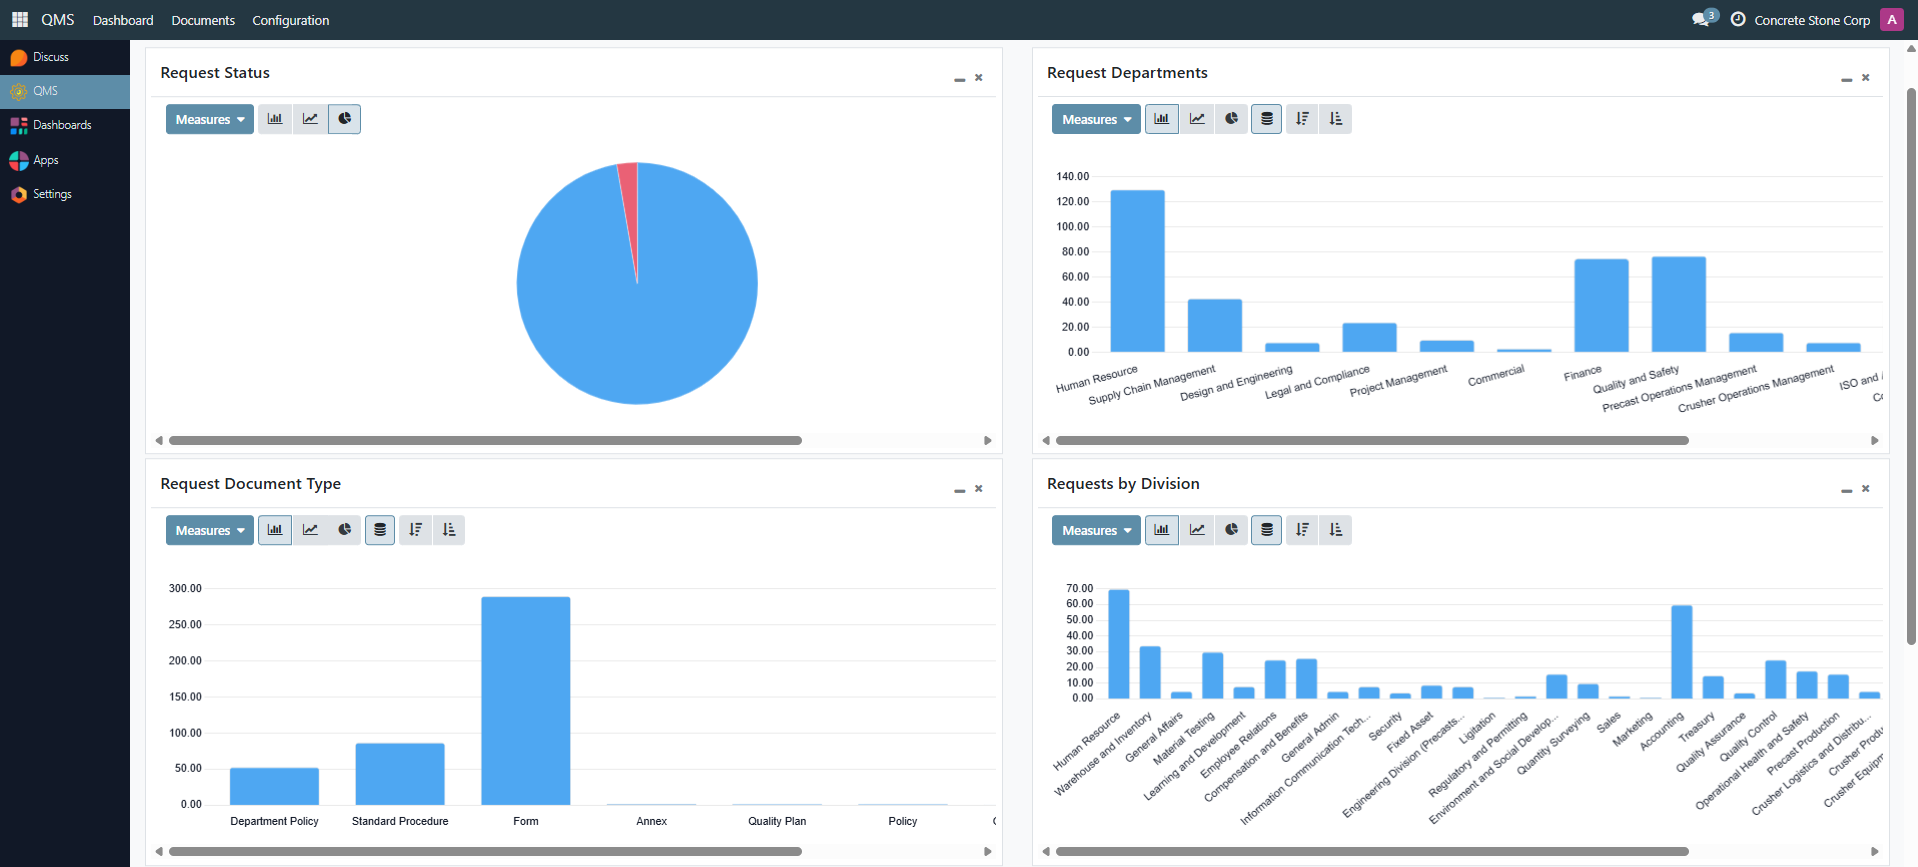 QMS Dashboard Documents Configuration 3 Concrete Stone Corp A
Discuss
QMS
Dashboards
Apps
Settings
Request Status
Measures
Request Departments
Measures
140.00
120.00
100.00
80.00
60.00
40.00
20.00
0.00
Human Resource
Supply Chain Management
Design and Engineering
Legal and Compliance
Project Management
Commercial
Finance
Quality and Safety
Precast Operations Management
Crusher Operations Management
ISO and
Request Document Type
Measures
300.00
250.00
200.00
150.00
100.00
50.00
0.00
Department Policy Standard Procedure Form Annex Quality Plan Policy
Requests by Division
Measures
70.00
60.00
50.00
40.00
30.00
20.00
10.00
0.00
Human Resource
Warehouse and Inventory
General Affairs
Material Testing
Learning and Development
Employee Relations
Compensation and Benefits
General Admin
Information Communication Tech...
Security
Fixed Asset
Engineering Division (Precasts...
Ligitation
Regulatory and Permitting
Environment and Social Develop...
Quantity Surveying
Sales
Marketing
Accounting
Treasury
Quality Assurance
Quality Control
Operational Health and Safety
Precast Production
Crusher Logistics and Distribu...
Crusher Produ
Crusher Equipm